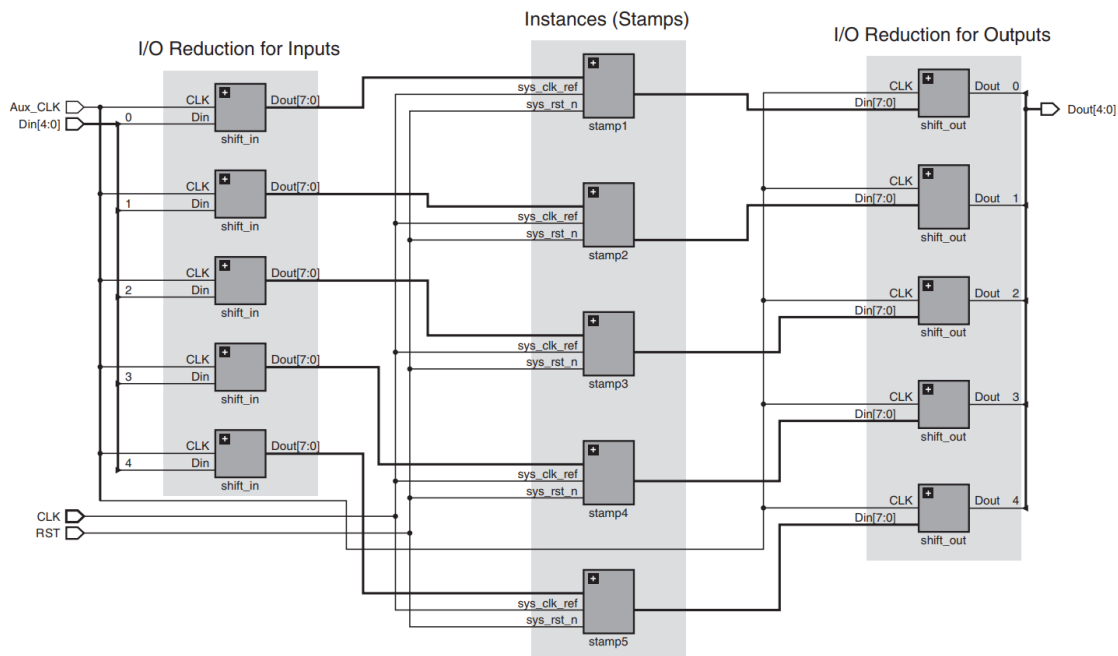 Instances (Stamps)
I/O Reduction for Inputs
I/O Reduction for Outputs
Aux_CLK
Din[4:0]
CLK
Din
0
Dout[7:0]
shift_in
CLK
Din
1
Dout[7:0]
shift_in
CLK
Din
2
Dout[7:0]
shift_in
CLK
Din
3
Dout[7:0]
shift_in
CLK
Din
4
Dout[7:0]
shift_in
CLK
RST
sys_clk_ref
sys_rst_n
stamp1
sys_clk_ref
sys_rst_n
stamp2
sys_clk_ref
sys_rst_n
stamp3
sys_clk_ref
sys_rst_n
stamp4
sys_clk_ref
sys_rst_n
stamp5
CLK
Din[7:0]
Dout 0
shift_out
CLK
Din[7:0]
Dout 1
shift_out
CLK
Din[7:0]
Dout 2
shift_out
CLK
Din[7:0]
Dout 3
shift_out
CLK
Din[7:0]
Dout 4
shift_out
Dout[4:0]